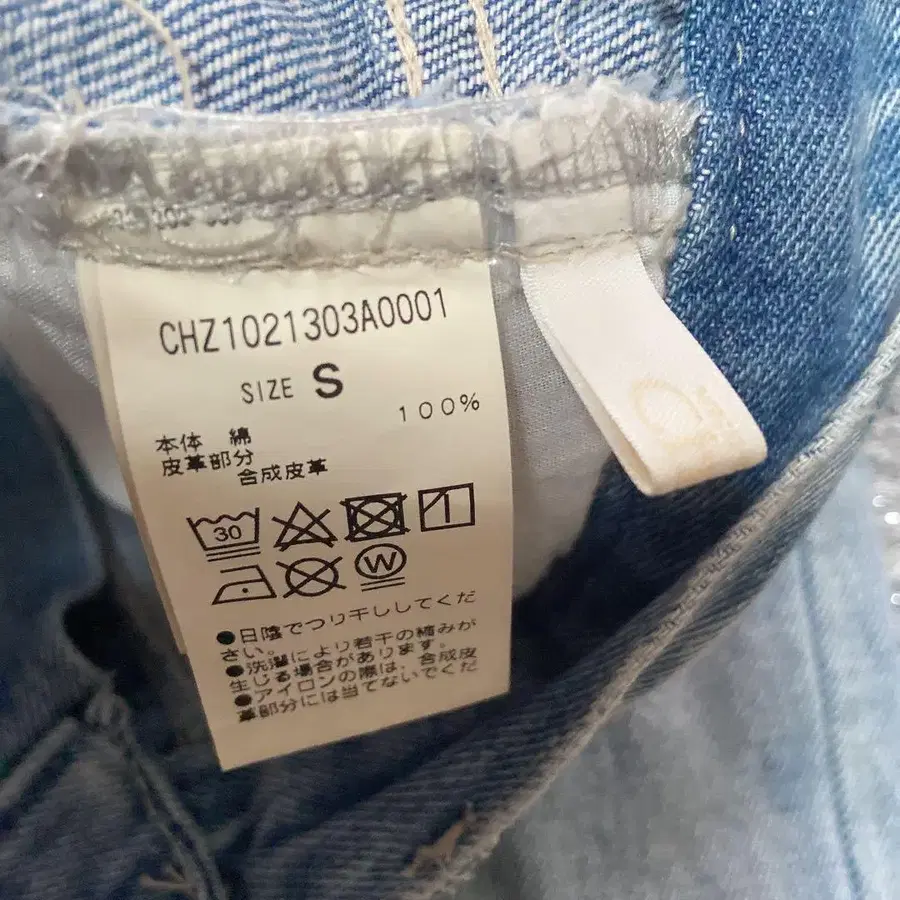 CHZ1021303A0001
SIZE S
100%
本体 綿
皮革部分
合成皮革
30
W
●日陰でつり干ししてくだ
さい。
●洗濯により若干の縮みが
生じる場合があります。
●アイロンの際は、合成皮
革部分には当てないでくだ